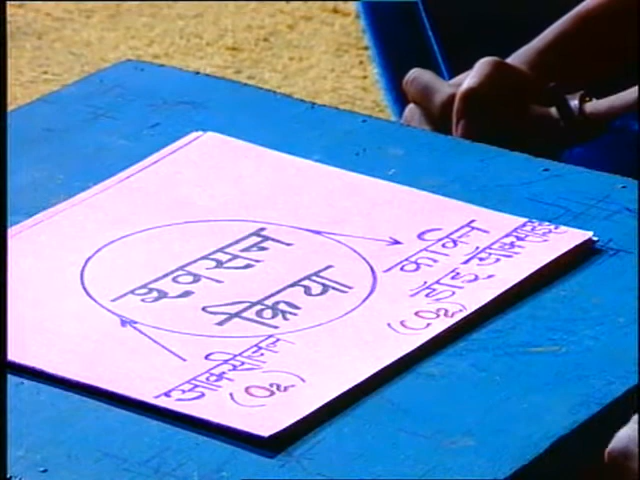 श्वसन
क्रिया
कार्बन
डाई ऑक्साइड
(CO2)
ऑक्सीजन
(O2)